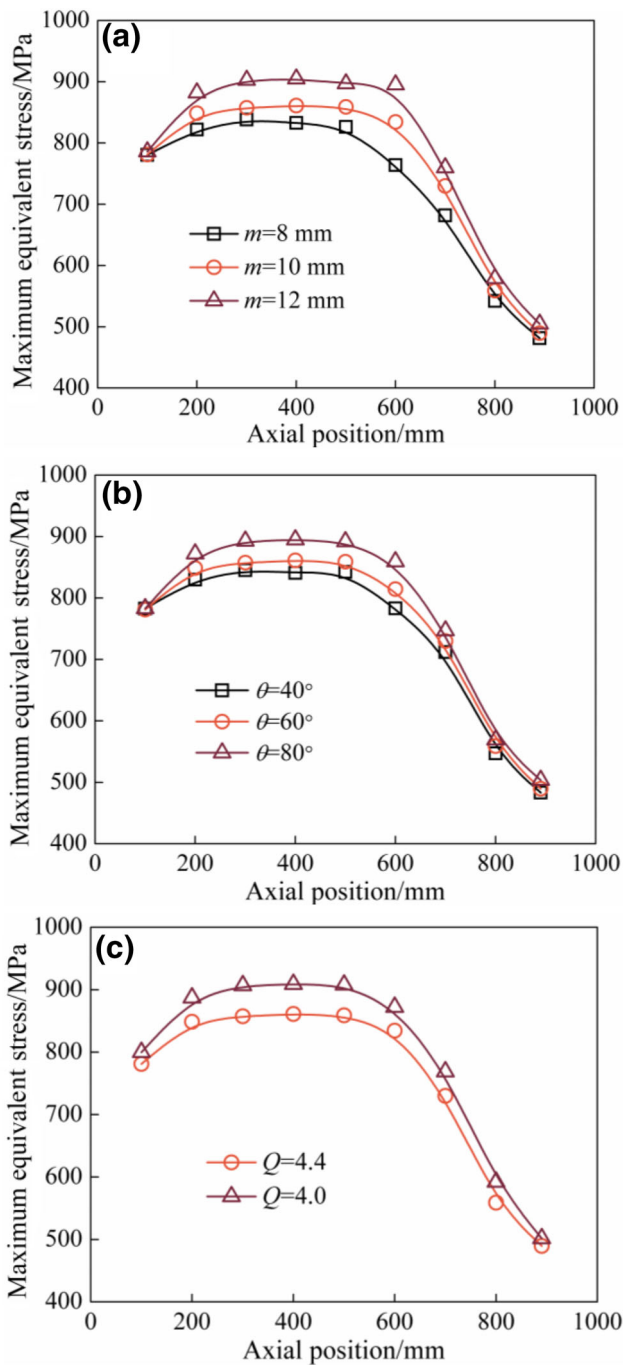 (a)
Maximum equivalent stress/MPa
1000
900
800
700
600
500
400
m=8 mm
m=10 mm
m=12 mm
0 200 400 600 800 1000
Axial position/mm
(b)
Maximum equivalent stress/MPa
1000
900
800
700
600
500
400
θ=40°
θ=60°
θ=80°
0 200 400 600 800 1000
Axial position/mm
(c)
Maximum equivalent stress/MPa
1000
900
800
700
600
500
400
Q=4.4
Q=4.0
0 200 400 600 800 1000
Axial position/mm